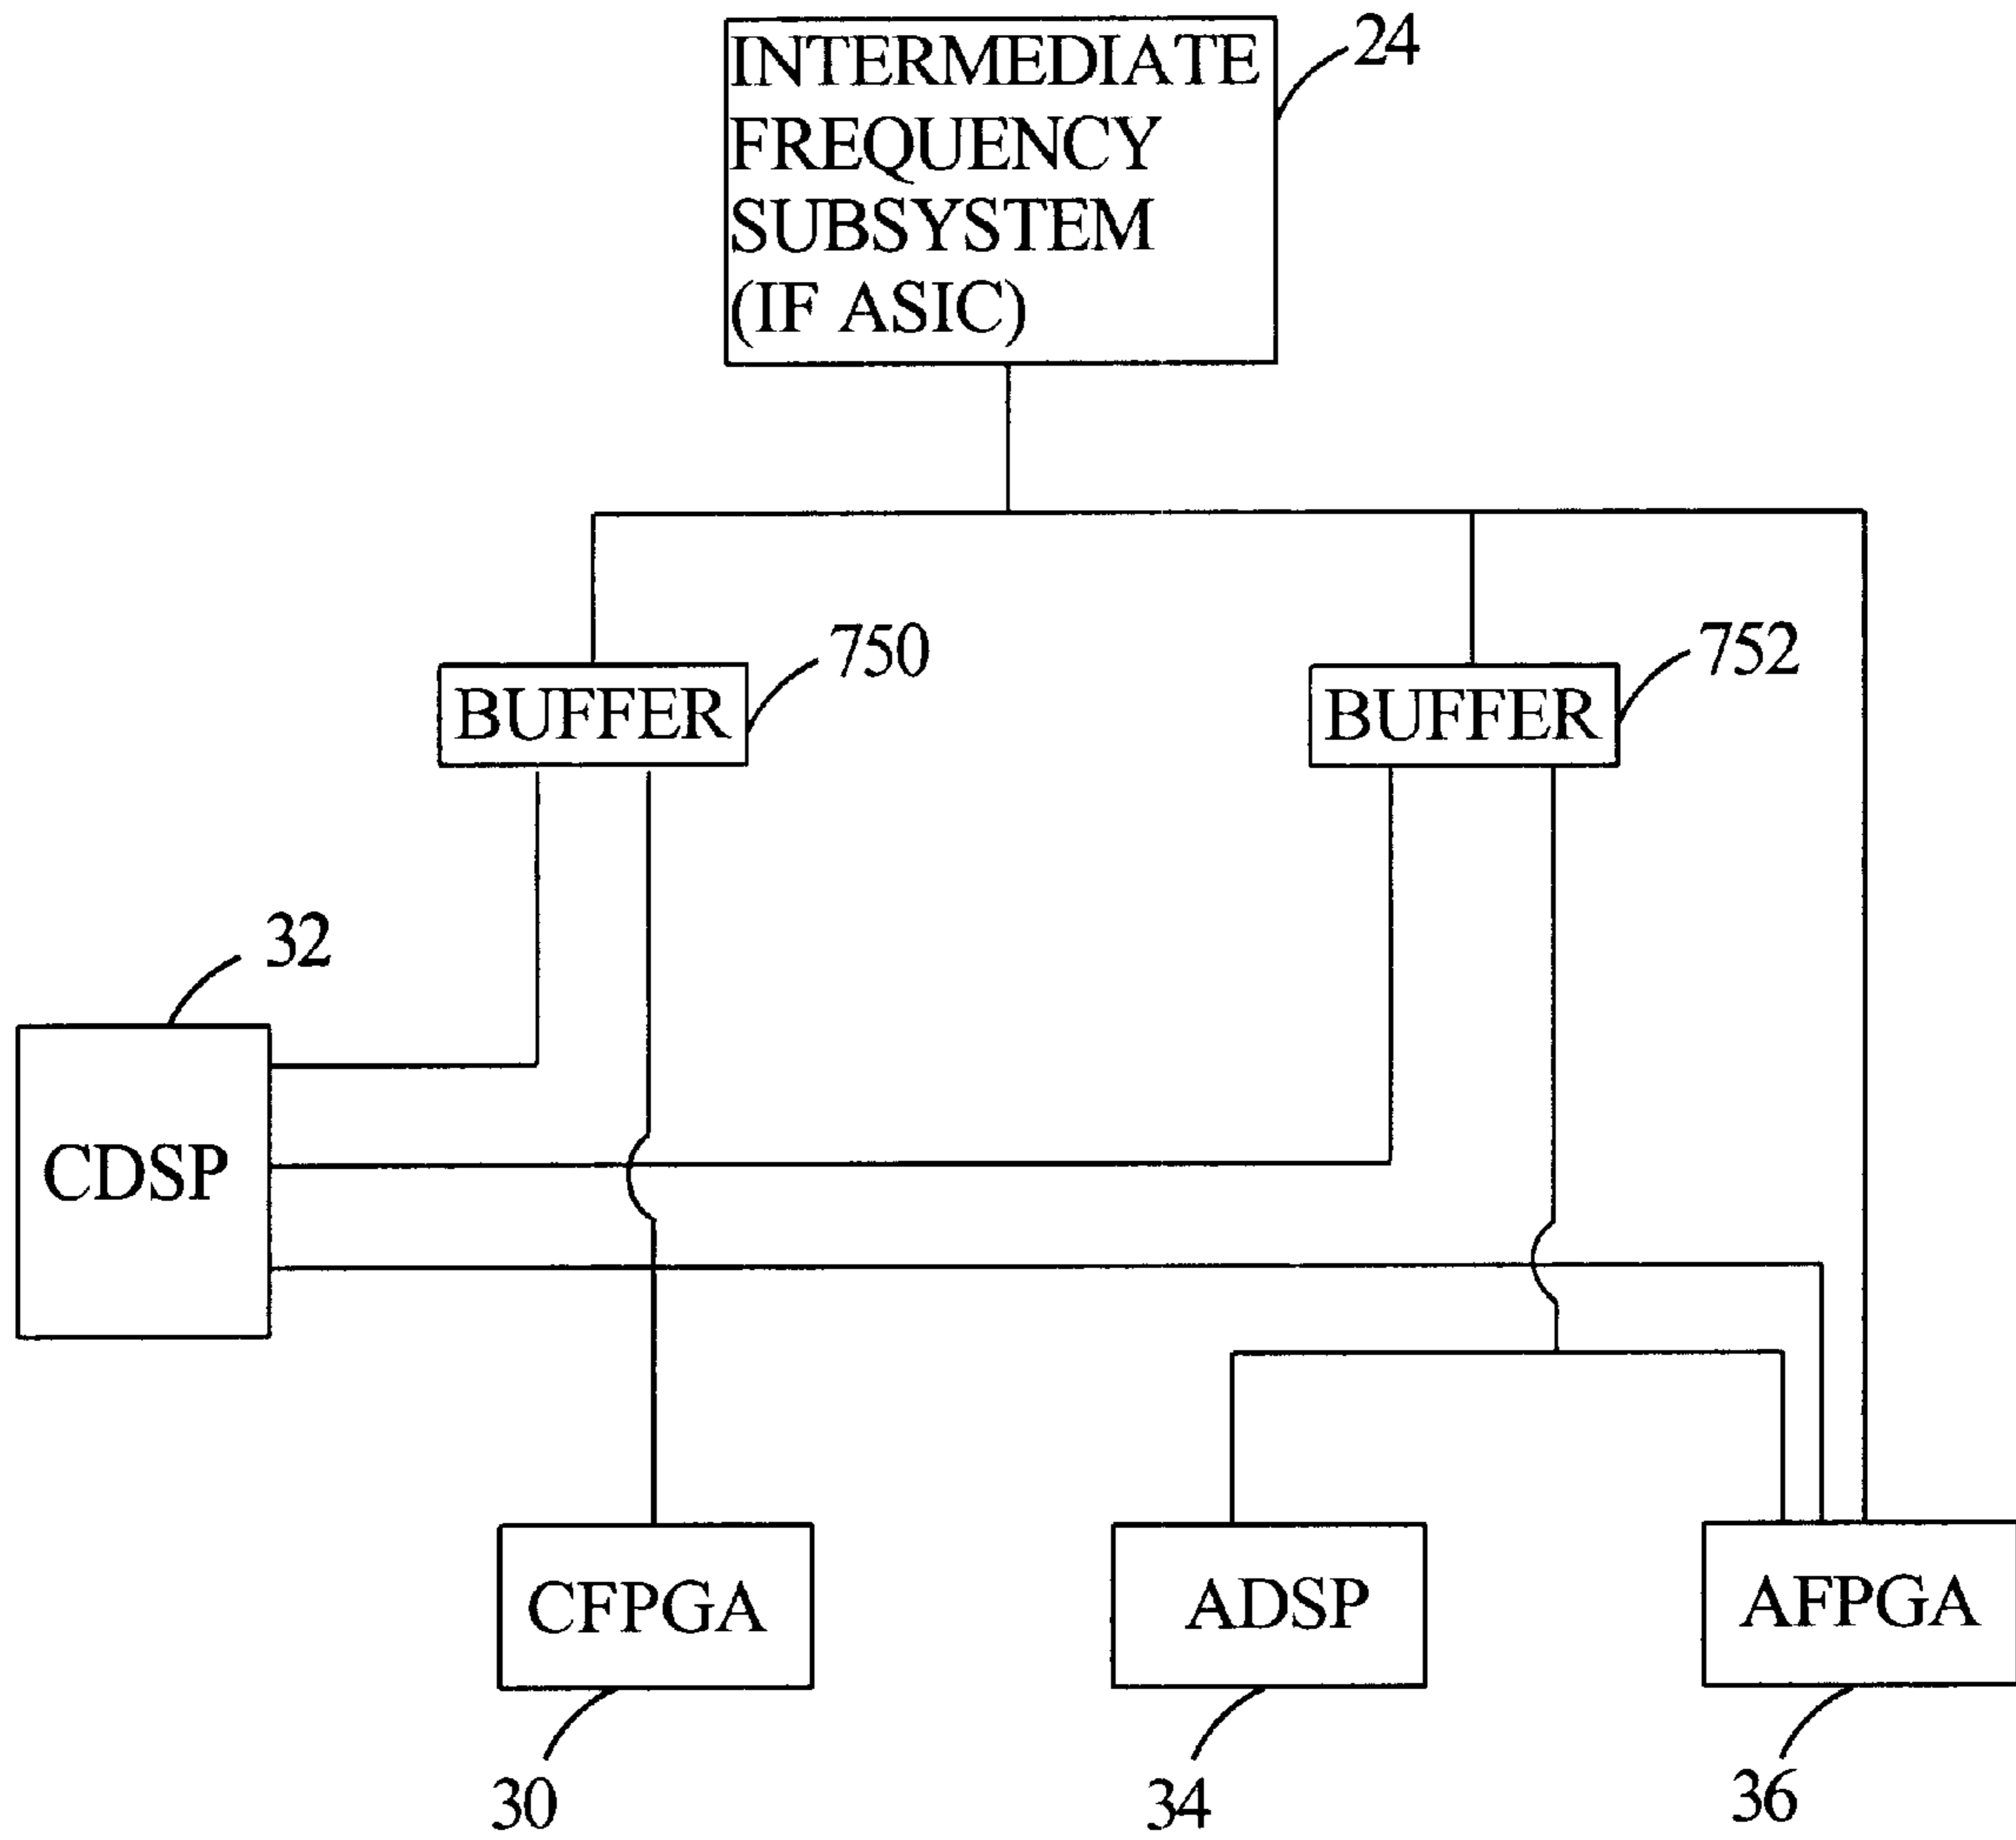 INTERMEDIATE
FREQUENCY
SUBSYSTEM
(IF ASIC)
24
BUFFER
750
BUFFER
752
32
CDSP
CFPGA
ADSP
AFPGA
30
34
36